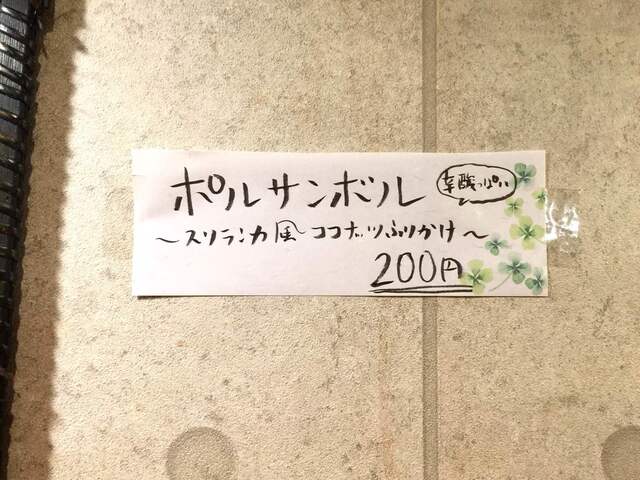 ポルサンボル
辛酸っぱい
～スリランカ風ココナッツふりかけ～
200円